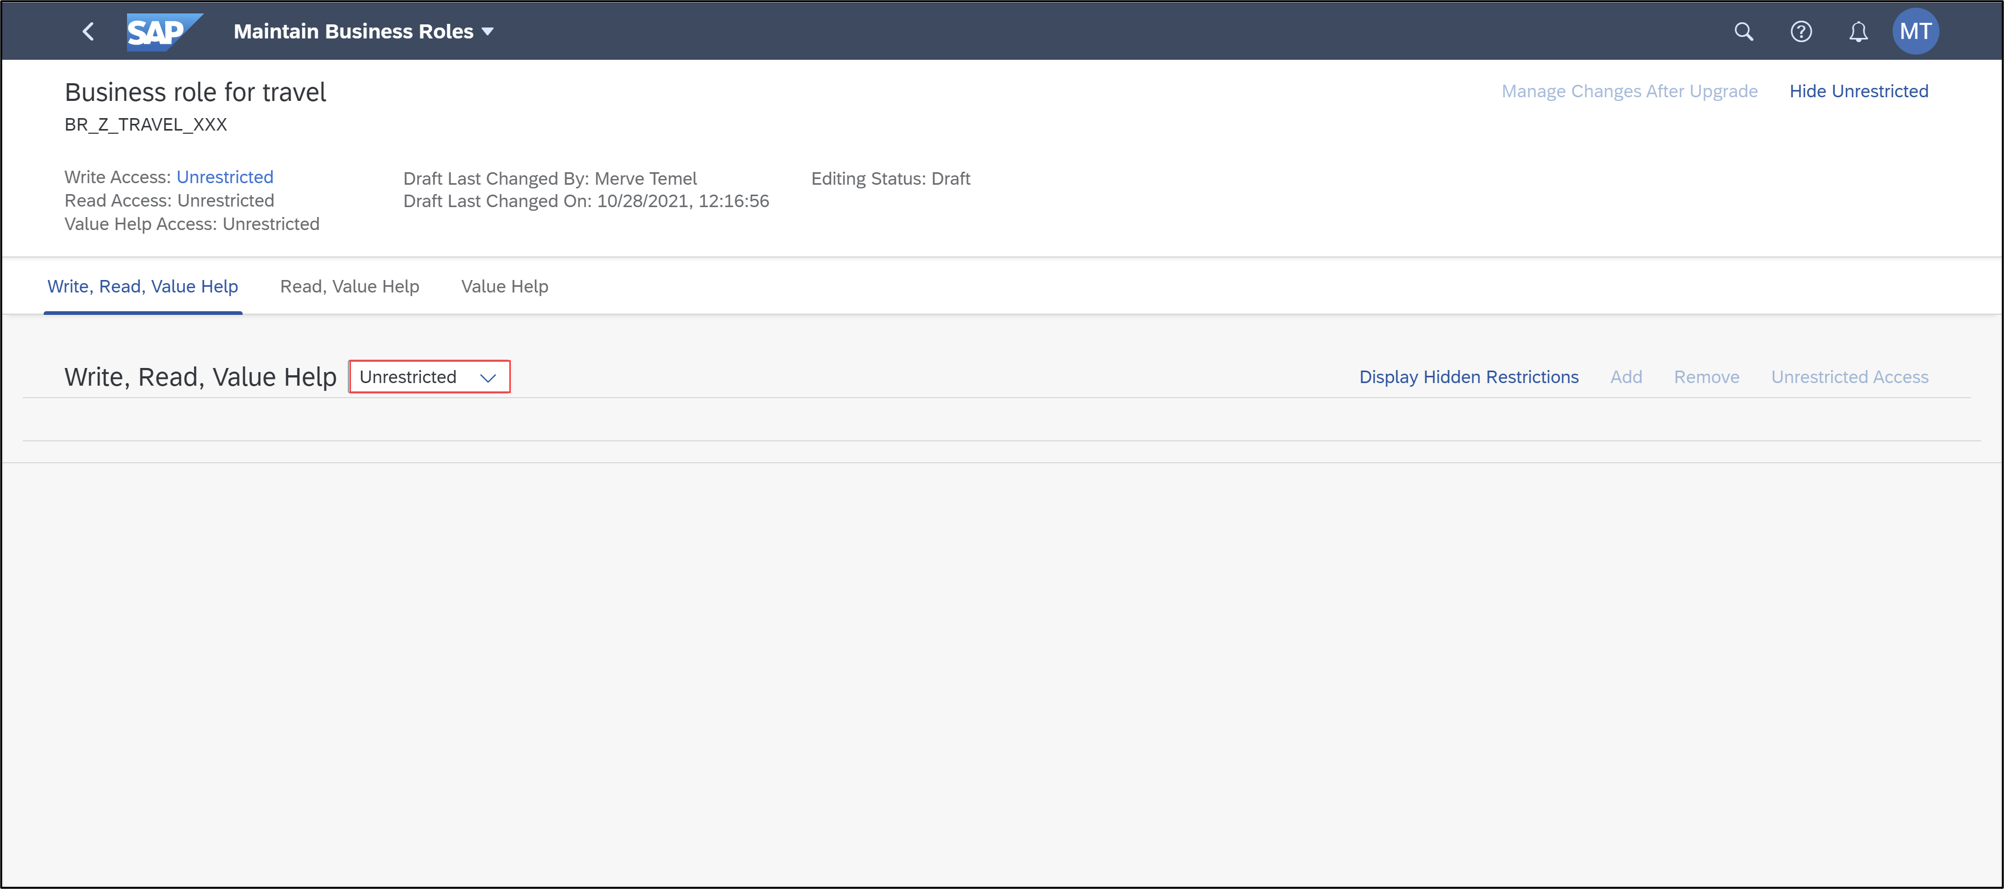 SAP Maintain Business Roles MT
Business role for travel
Manage Changes After Upgrade Hide Unrestricted
BR_Z_TRAVEL_XXX
Write Access: Unrestricted
Read Access: Unrestricted
Value Help Access: Unrestricted
Draft Last Changed By: Merve Temel
Draft Last Changed On: 10/28/2021, 12:16:56
Editing Status: Draft
Write, Read, Value Help Read, Value Help Value Help
Write, Read, Value Help Unrestricted Display Hidden Restrictions Add Remove Unrestricted Access